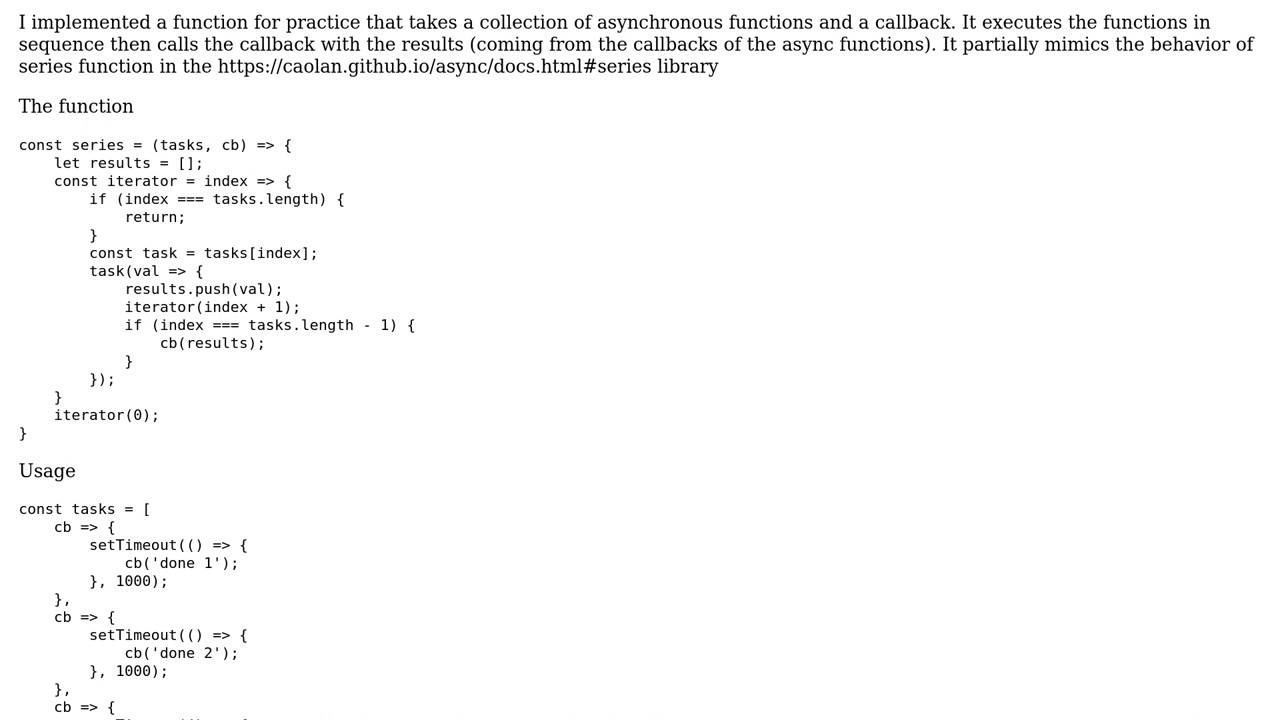 I implemented a function for practice that takes a collection of asynchronous functions and a callback. It executes the functions in
sequence then calls the callback with the results (coming from the callbacks of the async functions). It partially mimics the behavior of
series function in the https://caolan.github.io/async/docs.html#series library
The function
const series = (tasks, cb) => {
    let results = [];
    const iterator = index => {
        if (index === tasks.length) {
            return;
        }
        const task = tasks[index];
        task(val => {
            results.push(val);
            iterator(index + 1);
            if (index === tasks.length - 1) {
                cb(results);
            }
        });
    }
    iterator(0);
}
Usage
const tasks = [
    cb => {
        setTimeout(() => {
            cb('done 1');
        }, 1000);
    },
    cb => {
        setTimeout(() => {
            cb('done 2');
        }, 1000);
    },
    cb => {